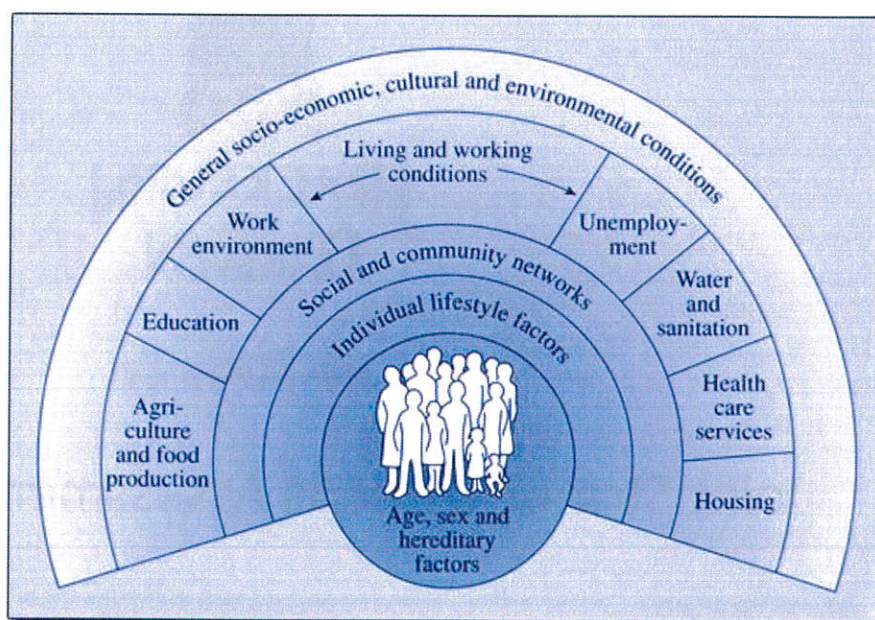 General socio-economic, cultural and environmental conditions
Living and working
conditions
Work
environment
Unemploy-
ment
Social and community networks
Water
and
sanitation
Education
Individual lifestyle factors
Health
care
services
Agri-
culture
and food
production
Housing
Age, sex and
hereditary
factors